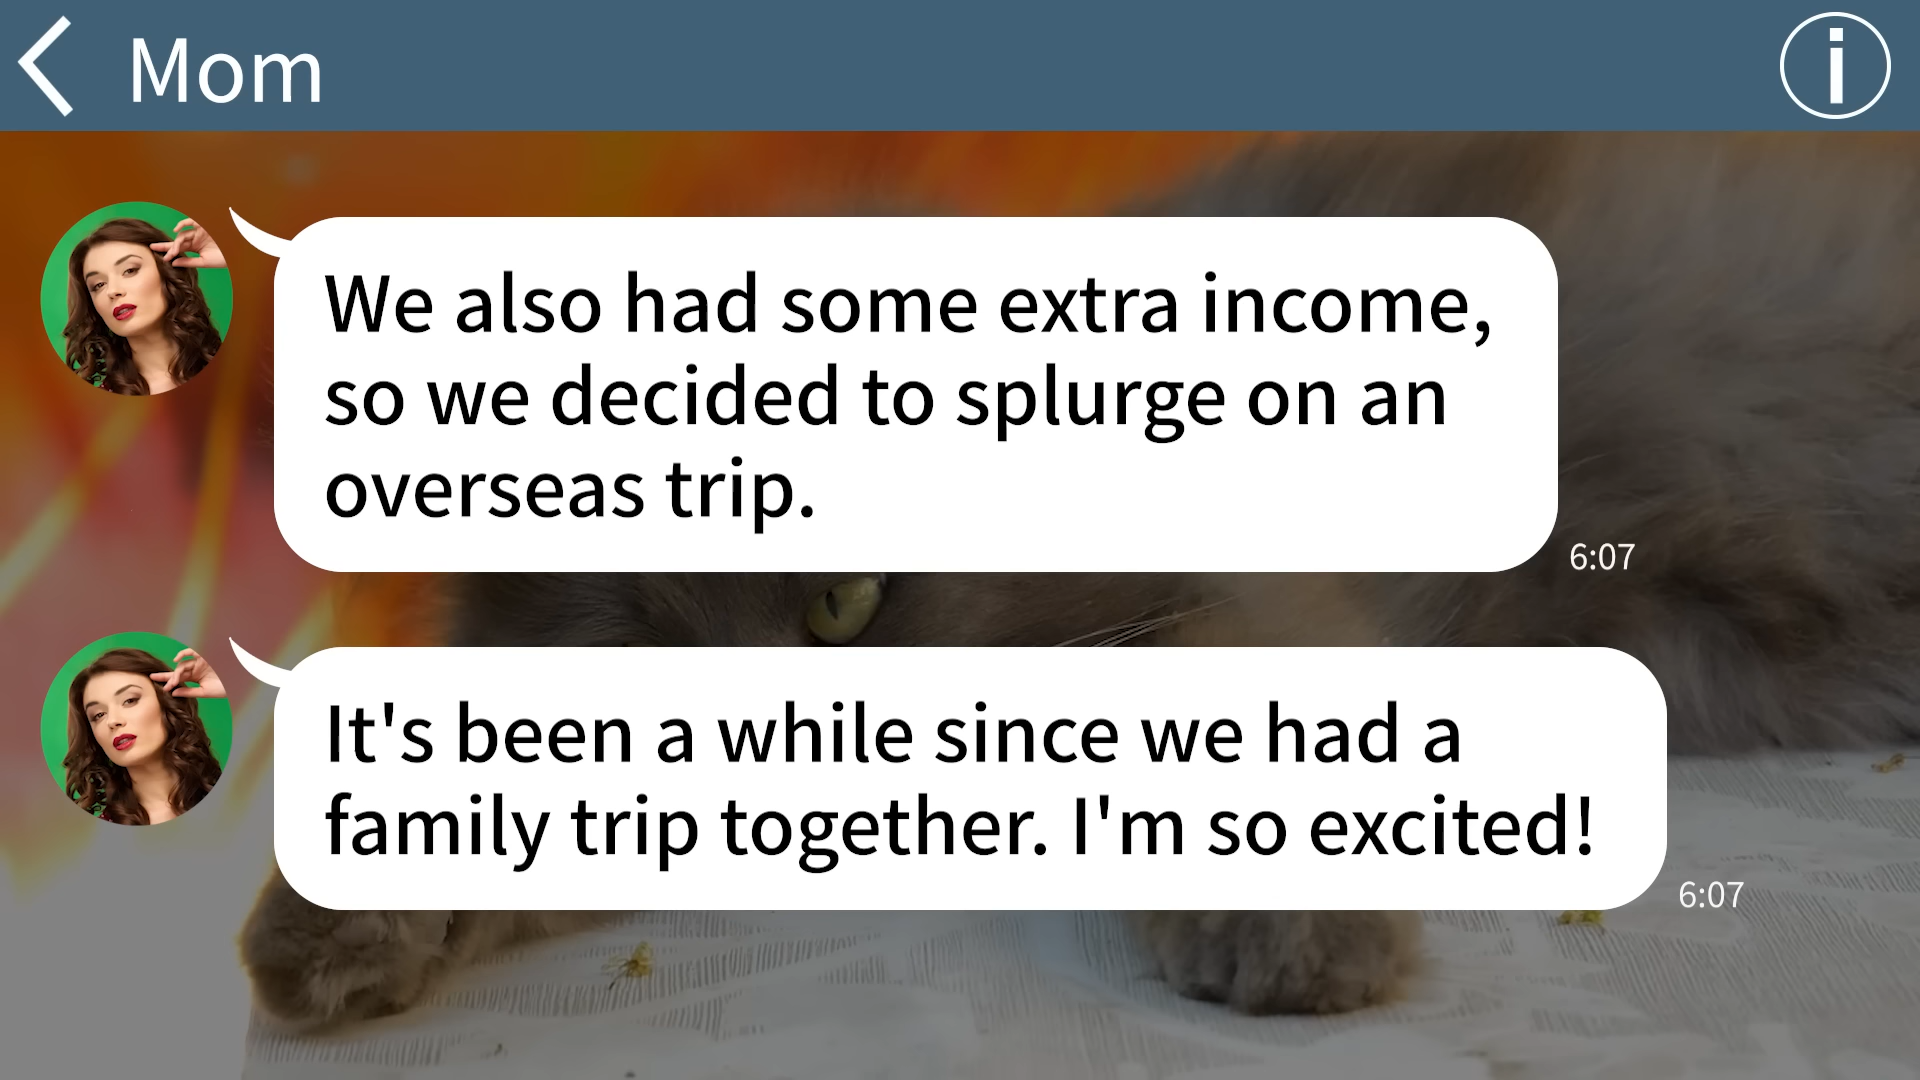 Mom
We also had some extra income,
so we decided to splurge on an
overseas trip.
6:07
It's been a while since we had a
family trip together. I'm so excited!
6:07